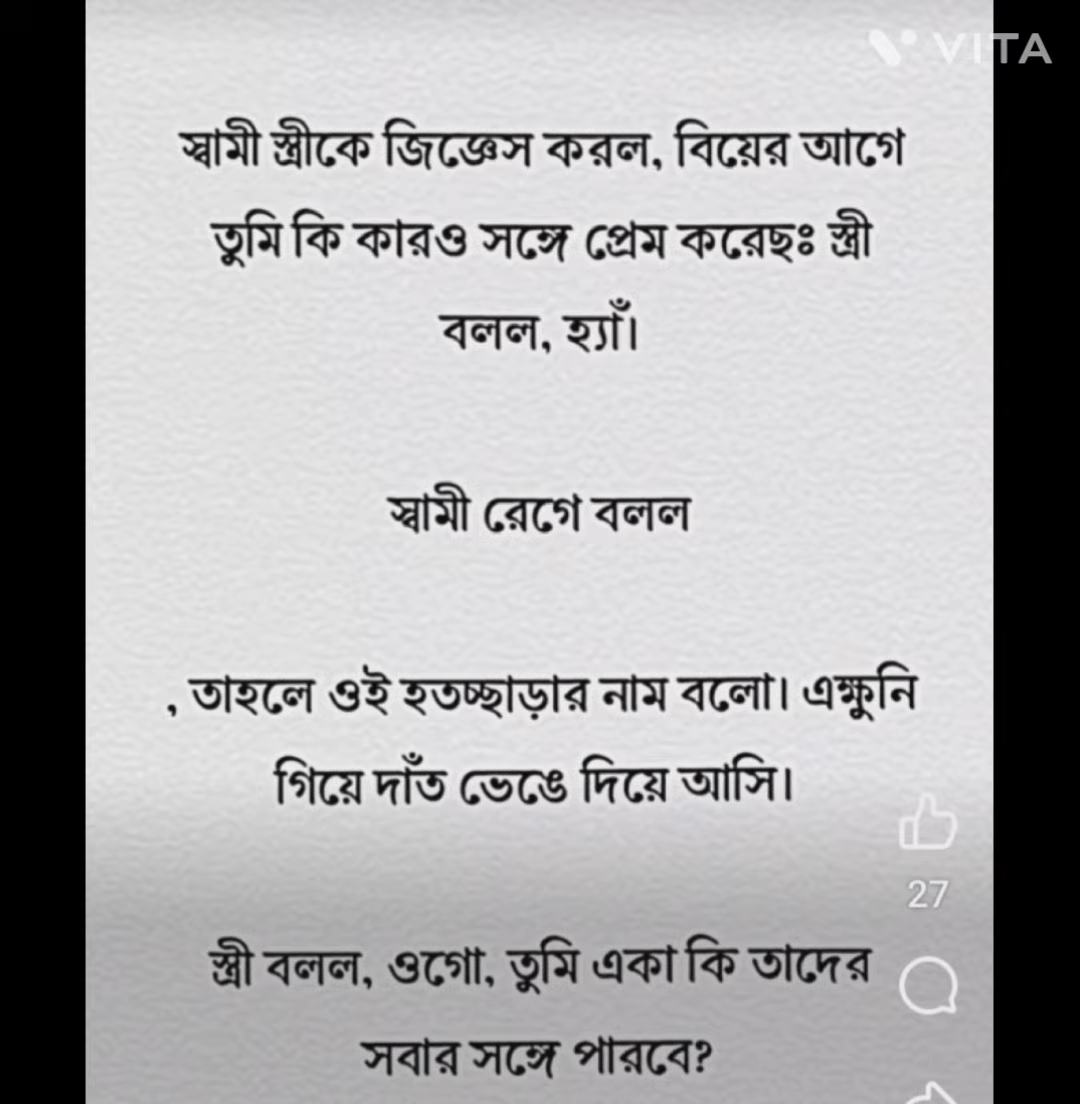 VITA
স্বামী স্ত্রীকে জিজ্ঞেস করল, বিয়ের আগে
তুমি কি কারও সঙ্গে প্রেম করেছঃ স্ত্রী
বলল, হ্যাঁ।
স্বামী রেগে বলল
, তাহলে ওই হতচ্ছাড়ার নাম বলো। এক্ষুনি
গিয়ে দাঁত ভেঙে দিয়ে আসি।
27
স্ত্রী বলল, ওগো, তুমি একা কি তাদের
সবার সঙ্গে পারবে?